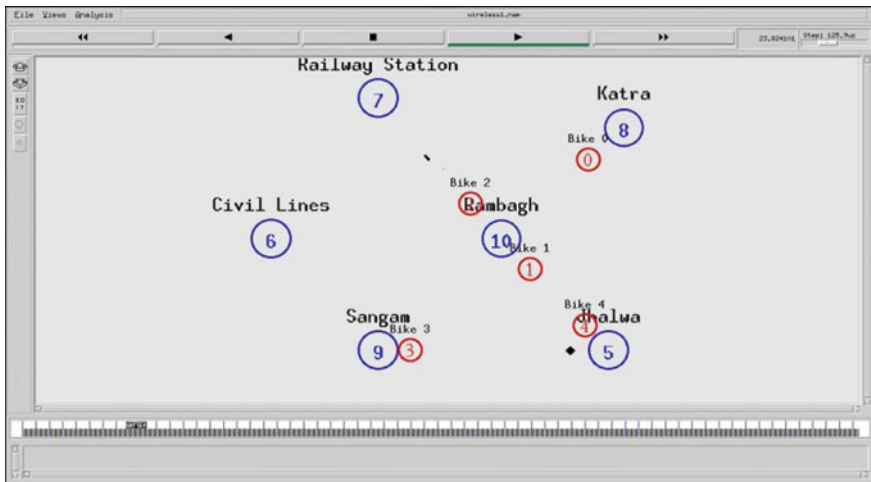 File Views Analysis
wireless1.nam
Step: 125.9us
Railway Station
7
Katra
8
Bike 0
0
Bike 2
Rambagh
10
Civil Lines
6
Bike 1
1
Bike 4
4
Sangam
Bike 3
9
3
5